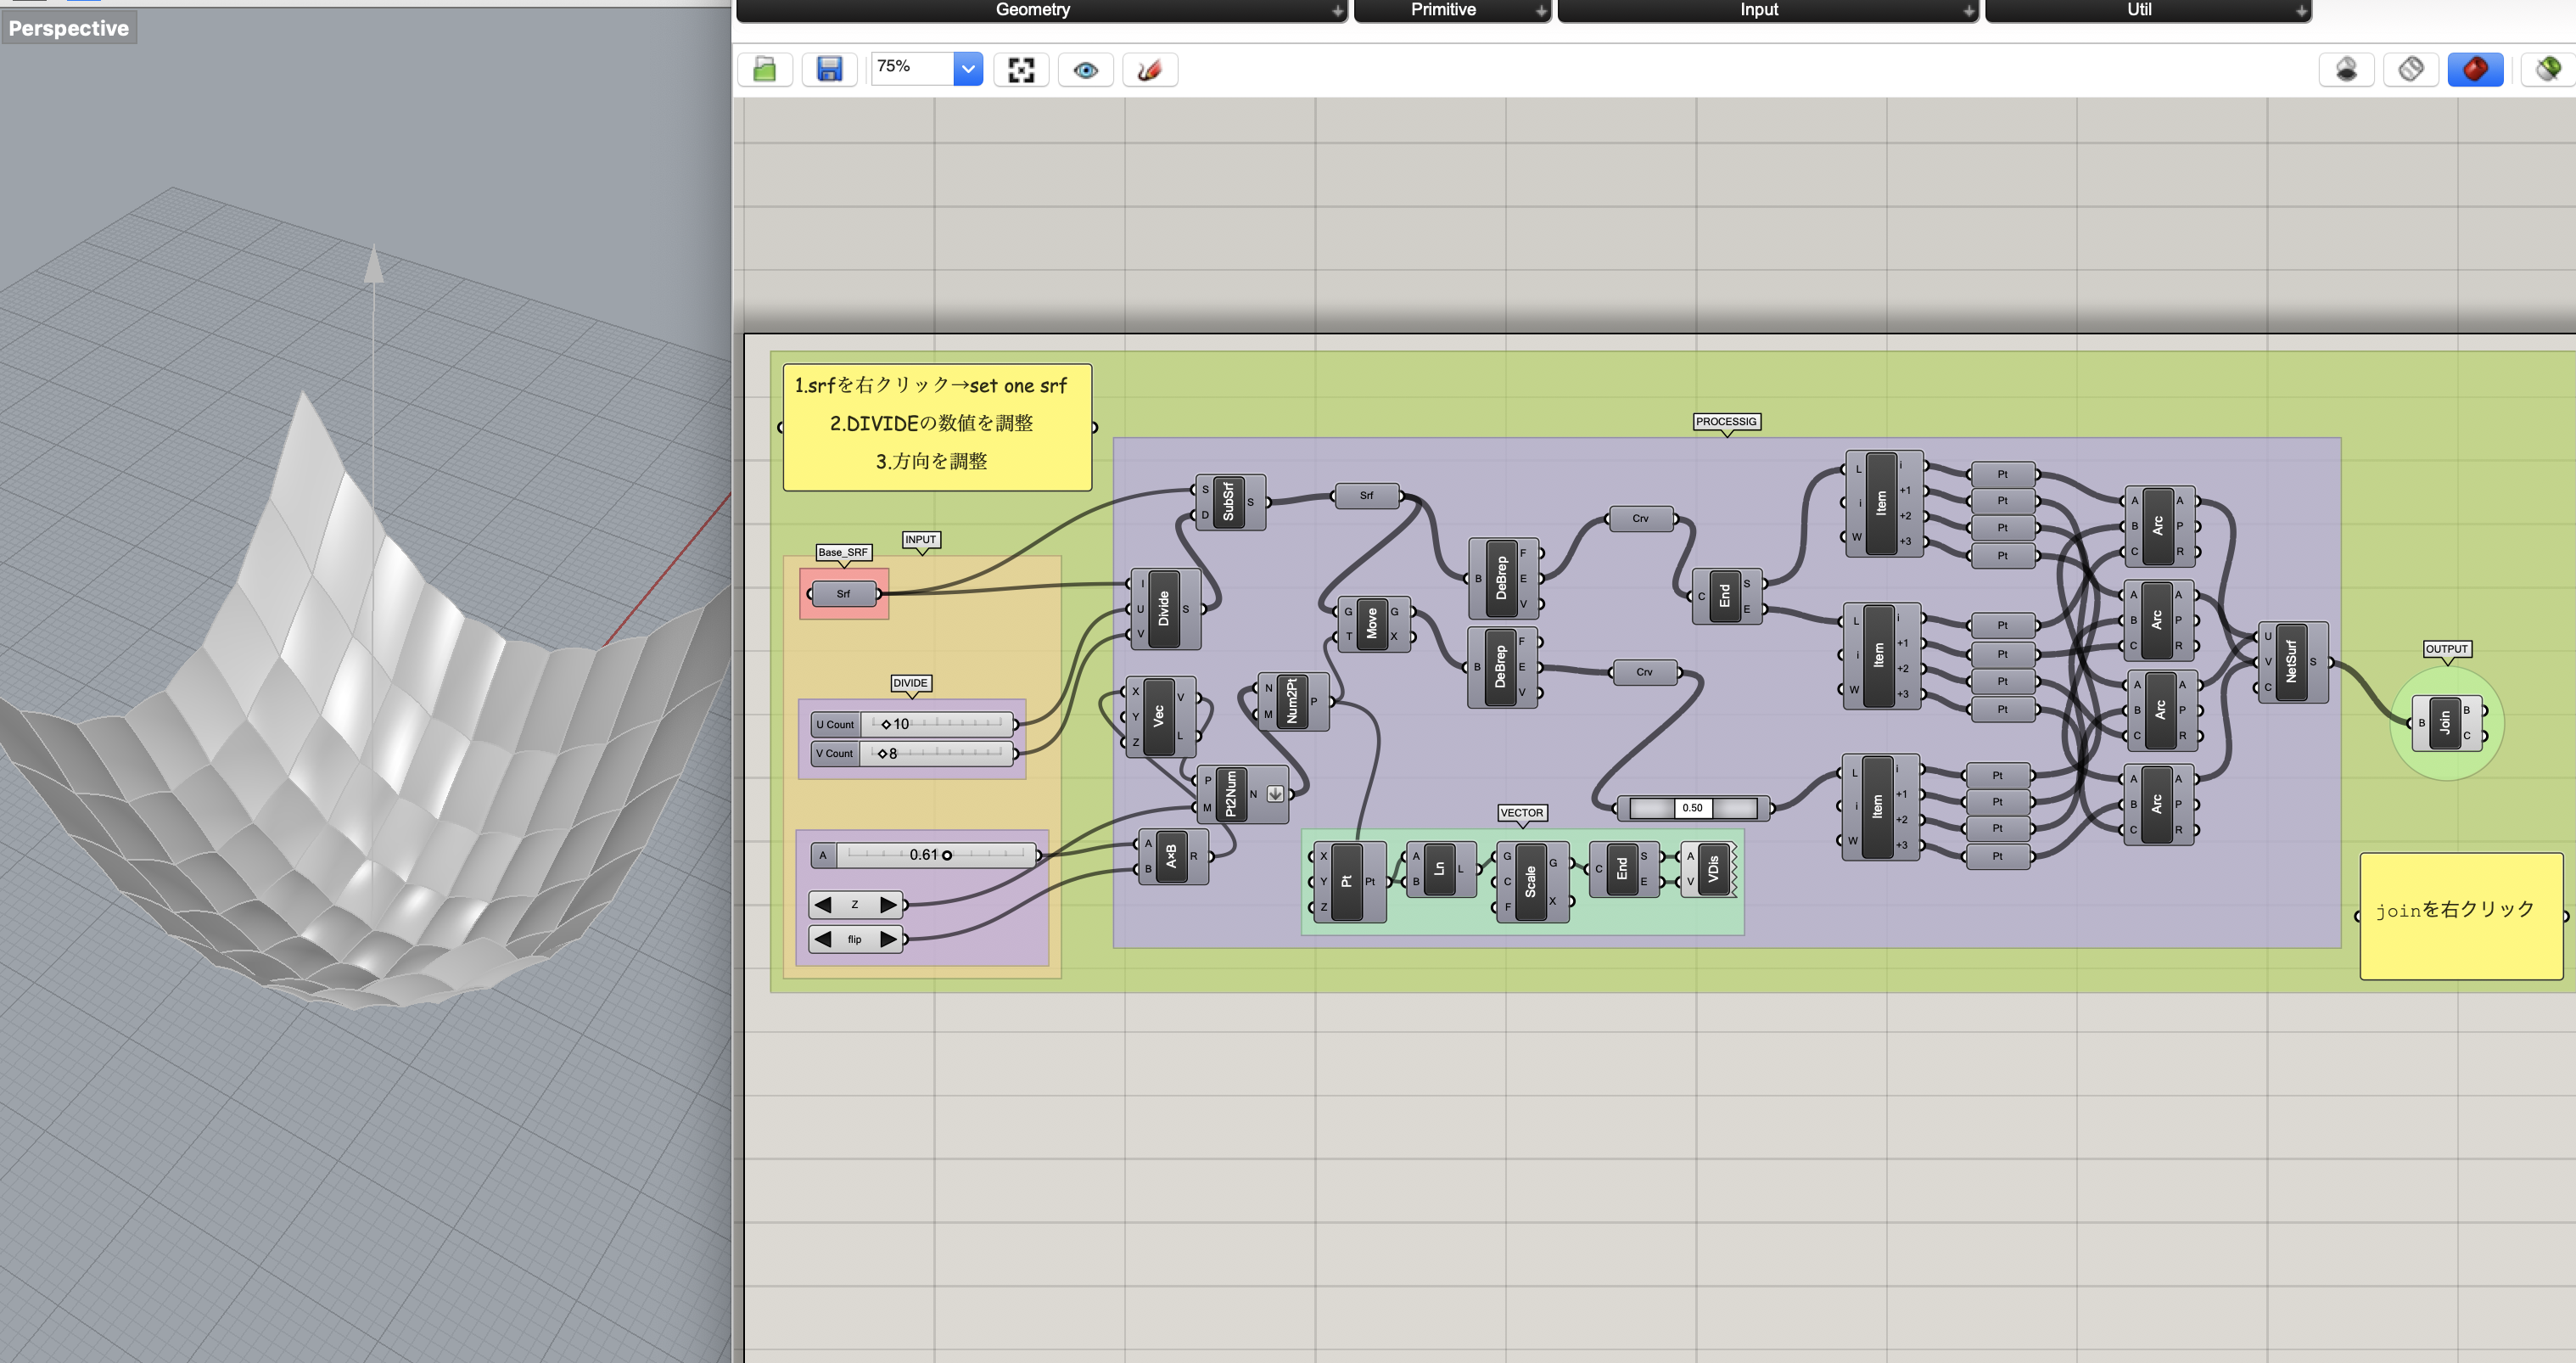 Perspective
Geometry
Primitive
Input
Util
75%
1.srfを右クリック→set one srf
2.DIVIDEの数値を調整
3.方向を調整
PROCESSIG
INPUT
Base_SRF
Srf
DIVIDE
U Count 10
V Count 8
A 0.61
Z
flip
S
D
SubSrf
S
Srf
I
U
V
Divide
S
X
Y
Z
Vec
V
L
N
M
Num2Pt
P
P
M
Pt2Num
N
A
B
A×B
R
G
T
Move
G
X
B
DeBrep
F
E
V
B
DeBrep
F
E
V
Crv
Crv
C
End
S
E
0.50
VECTOR
X
Y
Z
Pt
Pt
A
B
Ln
L
G
C
F
Scale
G
X
C
End
S
E
A
V
VDis
L
i
W
Item
i
+1
+2
+3
Pt
Pt
Pt
Pt
L
i
W
Item
i
+1
+2
+3
Pt
Pt
Pt
Pt
L
i
W
Item
i
+1
+2
+3
Pt
Pt
Pt
Pt
A
B
C
Arc
A
P
R
A
B
C
Arc
A
P
R
A
B
C
Arc
A
P
R
A
B
C
Arc
A
P
R
U
V
C
NetSurf
S
OUTPUT
B
Join
B
C
joinを右クリック